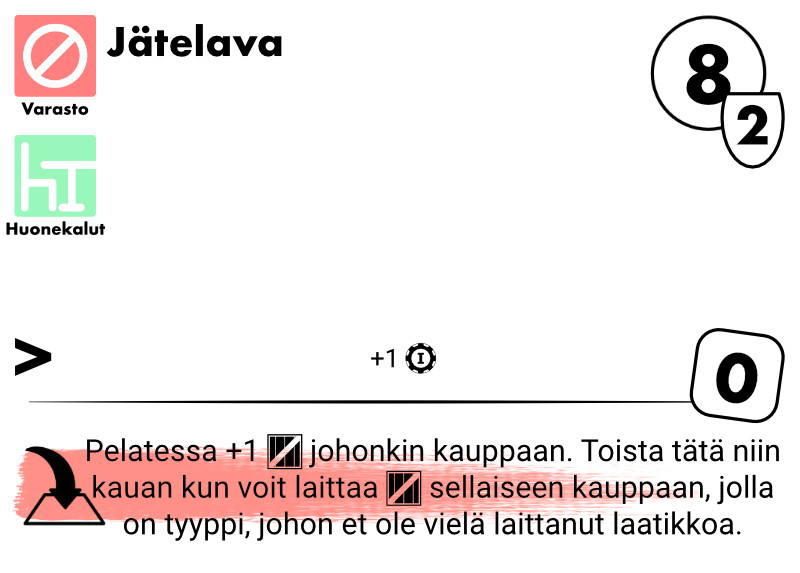 Jätelava
Varasto
Huonekalut
8
2
>
+1 I
0
Pelatessa +1 johonkin kauppaan. Toista tätä niin
kauan kun voit laittaa sellaiseen kauppaan, jolla
on tyyppi, johon et ole vielä laittanut laatikkoa.